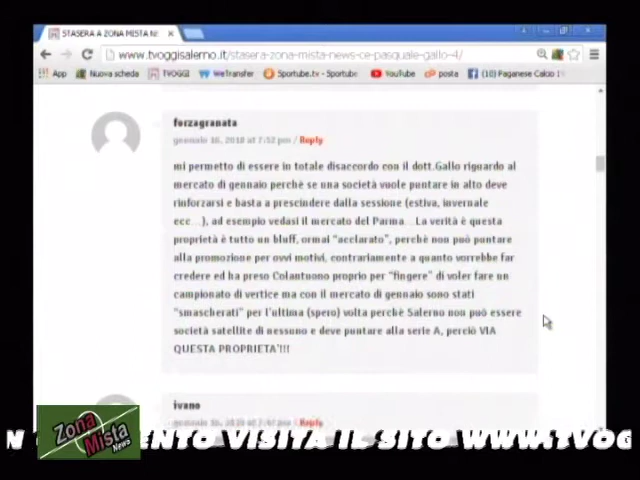 STASERA A ZONA MISTA N
www.tvoggisalerno.it/stasera-zona-mista-news-ce-pasquale-gallo-4/
App Nuova scheda TVOGGI WeTransfer Sportube.tv - Sportube YouTube posta (10) Paganese Calcio 1
forzagranata
gennaio 16, 2018 at 7:52 pm / Reply
mi permetto di essere in totale disaccordo con il dott.Gallo riguardo al
mercato di gennaio perchè se una società vuole puntare in alto deve
rinforzarsi e basta a prescindere dalla sessione (estiva, invernale
ecc...), ad esempio vedasi il mercato del Parma...La verità è questa
proprietà è tutto un bluff, ormai "acclarato", perchè non può puntare
alla promozione per ovvi motivi, contrariamente a quanto vorrebbe far
credere ed ha preso Colantuono proprio per "fingere" di voler fare un
campionato di vertice ma con il mercato di gennaio sono stati
"smascherati" per l'ultima (spero) volta perchè Salerno non può essere
società satellite di nessuno e deve puntare alla serie A, perciò VIA
QUESTA PROPRIETA'!!!
ivano
Reply
Zona Mista News
ENTO VISITA IL SITO WWW.TVOG